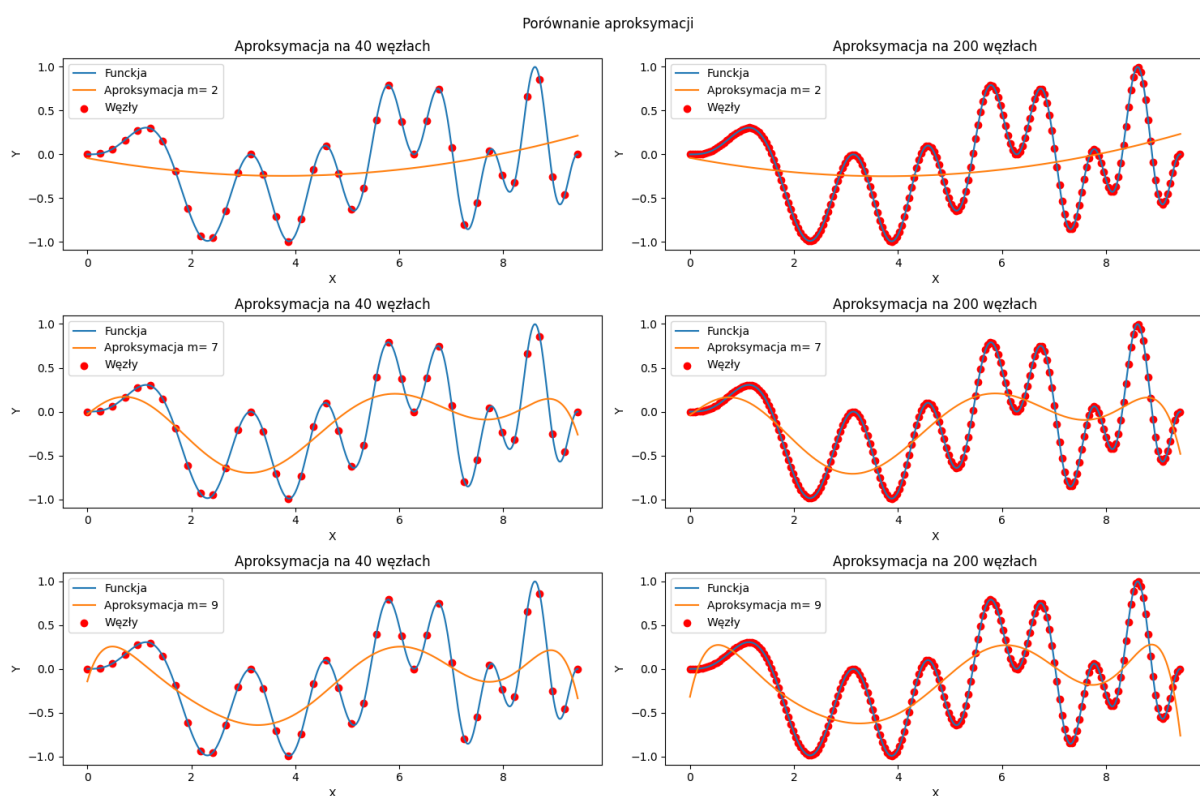 Porównanie aproksymacji
Aproksymacja na 40 węzłach
Y
1.0
0.5
0.0
−0.5
−1.0
Funckja
Aproksymacja m= 2
Węzły
0 2 4 6 8
X
Aproksymacja na 200 węzłach
Y
1.0
0.5
0.0
−0.5
−1.0
Funckja
Aproksymacja m= 2
Węzły
0 2 4 6 8
X
Aproksymacja na 40 węzłach
Y
1.0
0.5
0.0
−0.5
−1.0
Funckja
Aproksymacja m= 7
Węzły
0 2 4 6 8
X
Aproksymacja na 200 węzłach
Y
1.0
0.5
0.0
−0.5
−1.0
Funckja
Aproksymacja m= 7
Węzły
0 2 4 6 8
X
Aproksymacja na 40 węzłach
Y
1.0
0.5
0.0
−0.5
−1.0
Funckja
Aproksymacja m= 9
Węzły
0 2 4 6 8
X
Aproksymacja na 200 węzłach
Y
1.0
0.5
0.0
−0.5
−1.0
Funckja
Aproksymacja m= 9
Węzły
0 2 4 6 8
X